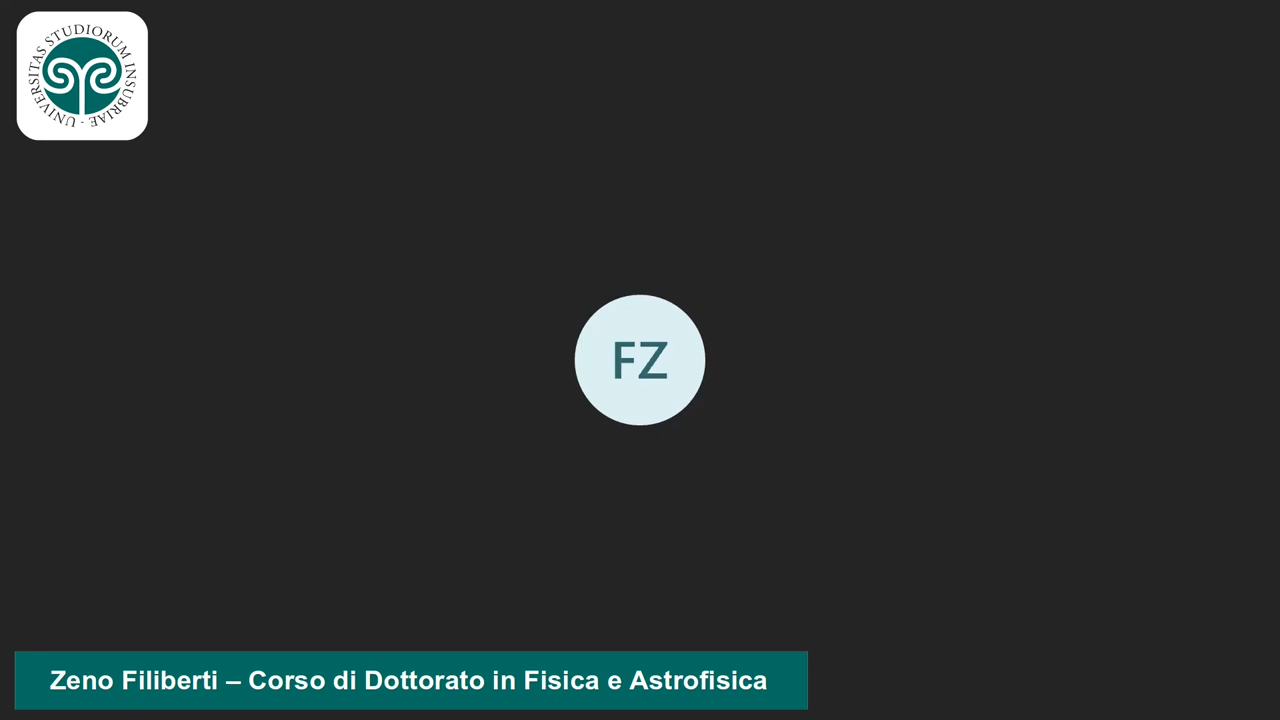 UNIVERSITAS STUDIORUM INSUBRIAE -
FZ
Zeno Filiberti – Corso di Dottorato in Fisica e Astrofisica